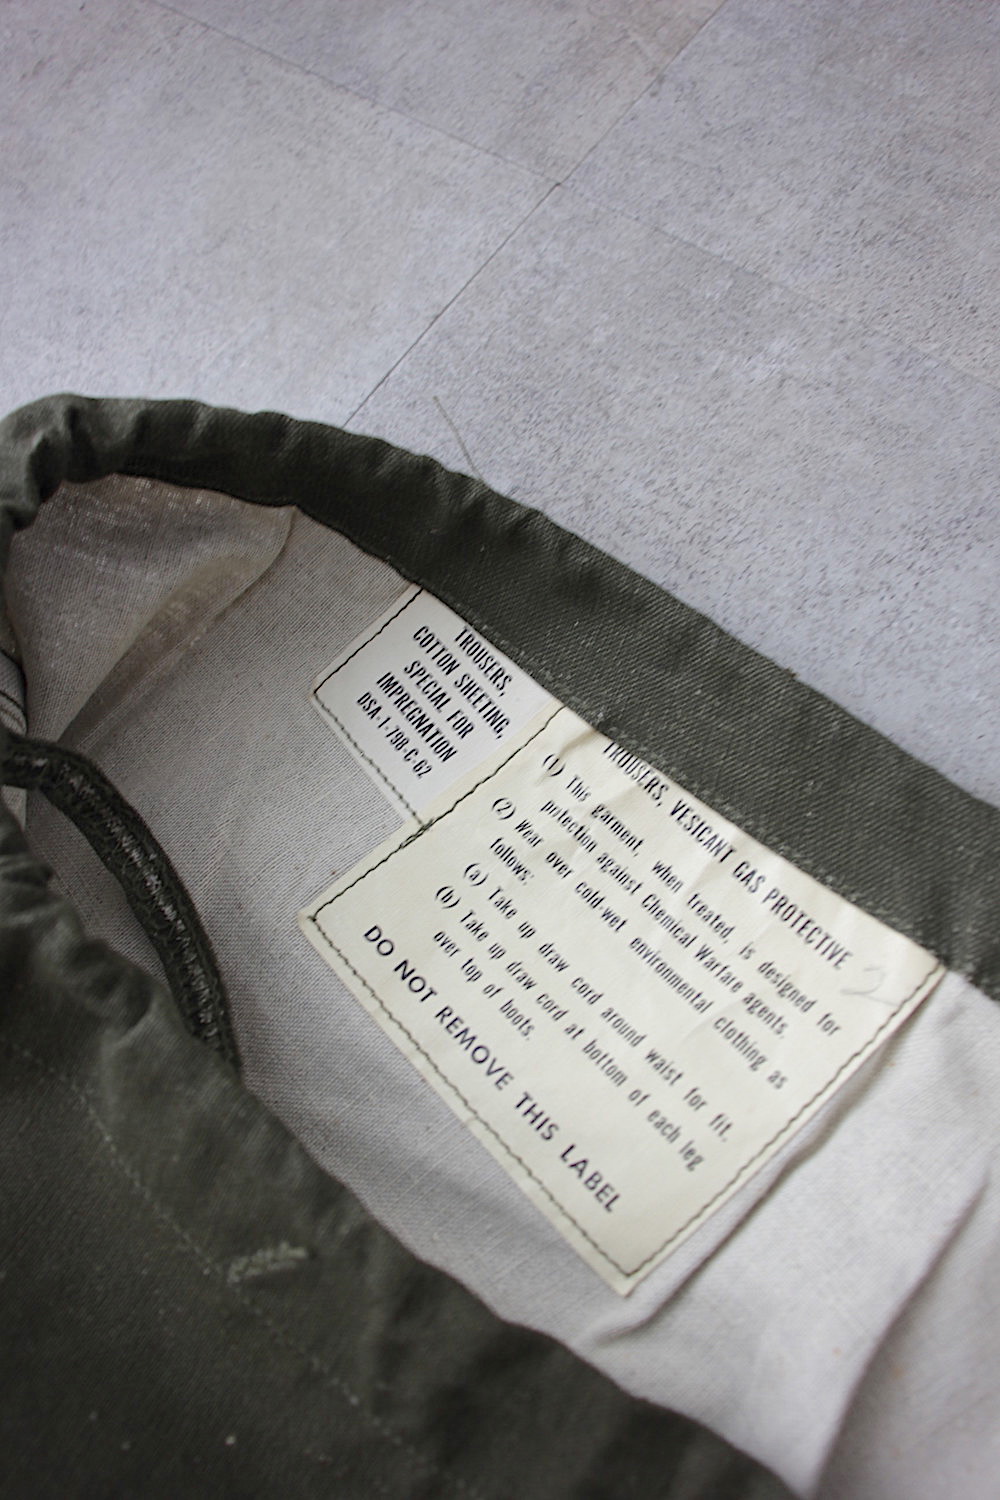 TROUSERS,
COTTON SHEETING,
SPECIAL FOR
IMPREGNATION
DSA-1-798-C-62
TROUSERS, VESICANT GAS PROTECTIVE
(1) This garment, when treated, is designed for
protection against Chemical Warfare agents.
(2) Wear over cold-wet environmental clothing as
follows:
(a) Take up draw cord around waist for fit.
(b) Take up draw cord at bottom of each leg
over top of boots.
DO NOT REMOVE THIS LABEL
2